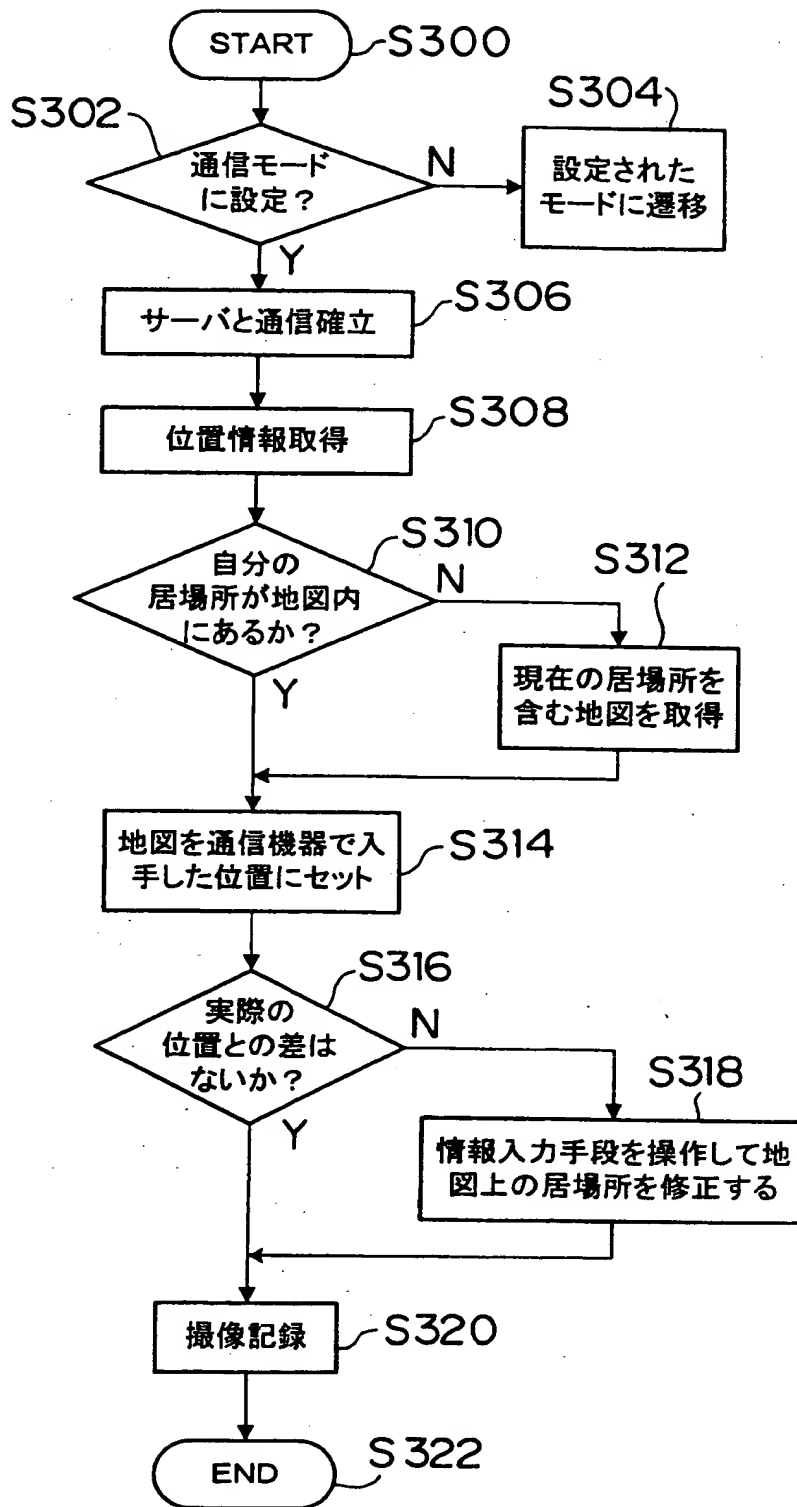 START
S300
S302
通信モード
に設定？
N
S304
設定された
モードに遷移
Y
サーバと通信確立
S306
位置情報取得
S308
自分の
居場所が地図内
にあるか？
S310
N
S312
現在の居場所を
含む地図を取得
Y
地図を通信機器で入
手した位置にセット
S314
実際の
位置との差は
ないか？
S316
N
S318
情報入力手段を操作して地
図上の居場所を修正する
Y
撮像記録
S320
END
S322